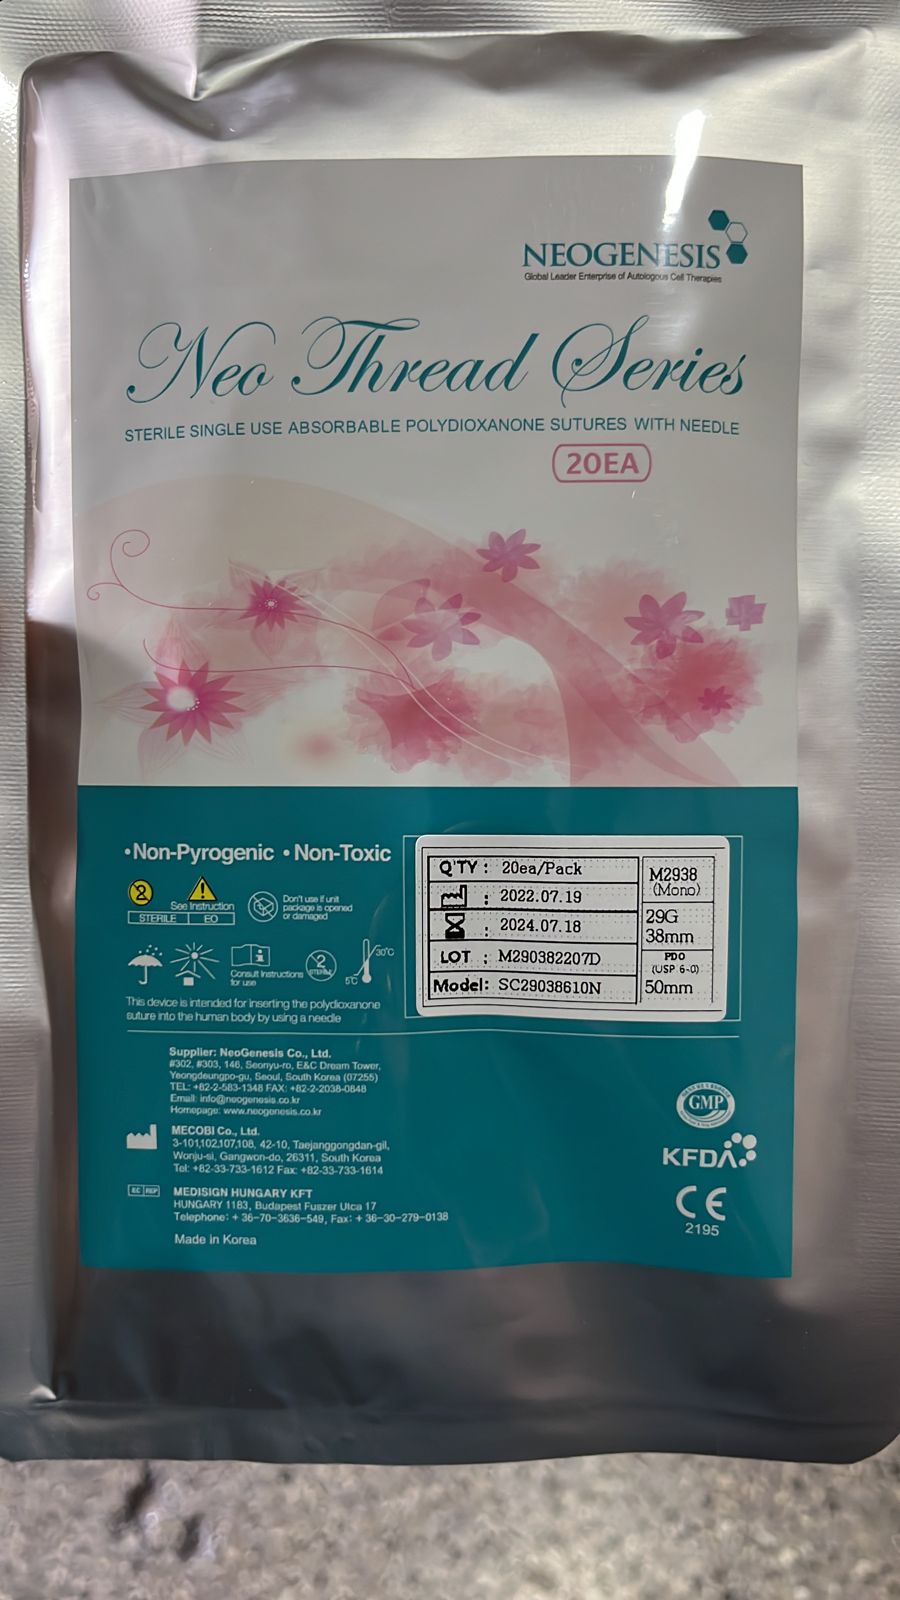 NEOGENESIS
Global Leader Enterprise of Autologous Cell Therapies
Neo Thread Series
STERILE SINGLE USE ABSORBABLE POLYDIOXANONE SUTURES WITH NEEDLE
20EA
•Non-Pyrogenic •Non-Toxic
2
See Instruction
STERILE EO
Don't use if unit
package is opened
or damaged
Consult Instructions
for use
2
STERILE
30°C
5°C
This device is intended for inserting the polydioxanone
suture into the human body by using a needle
Q'TY : 20ea/Pack
: 2022.07.19
: 2024.07.18
LOT : M290382207D
Model: SC29038610N
M2938
(Mono)
29G
38mm
PDO
(USP 6-0)
50mm
Supplier: NeoGenesis Co., Ltd.
#302, #303, 146, Seonyu-ro, E&C Dream Tower,
Yeongdeungpo-gu, Seoul, South Korea (07255)
TEL: +82-2-583-1348 FAX: +82-2-2038-0848
Email: info@neogenesis.co.kr
Homepage: www.neogenesis.co.kr
MECOBI Co., Ltd.
3-101,102,107,108, 42-10, Taejanggongdan-gil,
Wonju-si, Gangwon-do, 26311, South Korea
Tel: +82-33-733-1612 Fax: +82-33-733-1614
EC REP
MEDISIGN HUNGARY KFT
HUNGARY 1183, Budapest Fuszer Utca 17
Telephone: + 36-70-3636-549, Fax: + 36-30-279-0138
Made in Korea
GMP
KFDA
CE
2195